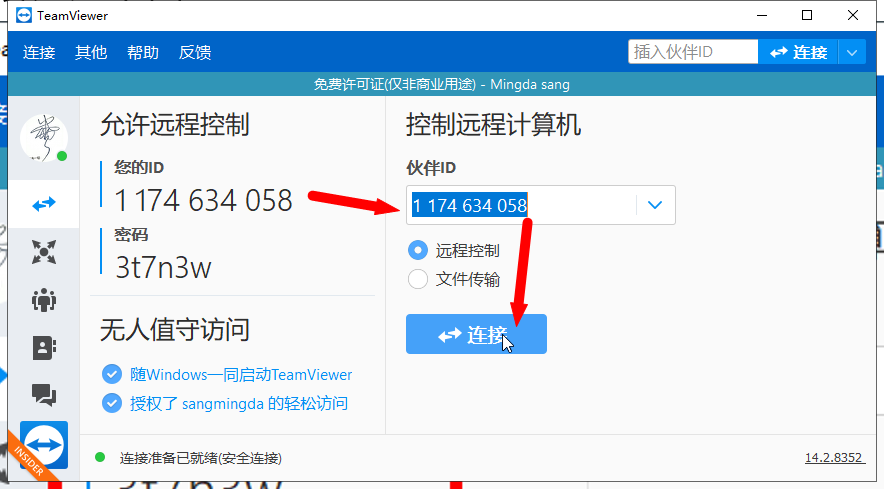 TeamViewer
连接 其他 帮助 反馈
插入伙伴ID
连接
免费许可证(仅非商业用途) - Mingda sang
允许远程控制
您的ID
1 174 634 058
密码
3t7n3w
无人值守访问
随Windows一同启动TeamViewer
授权了 sangmingda 的轻松访问
控制远程计算机
伙伴ID
1 174 634 058
远程控制
文件传输
连接
INSIDER
连接准备已就绪(安全连接)
14.2.8352